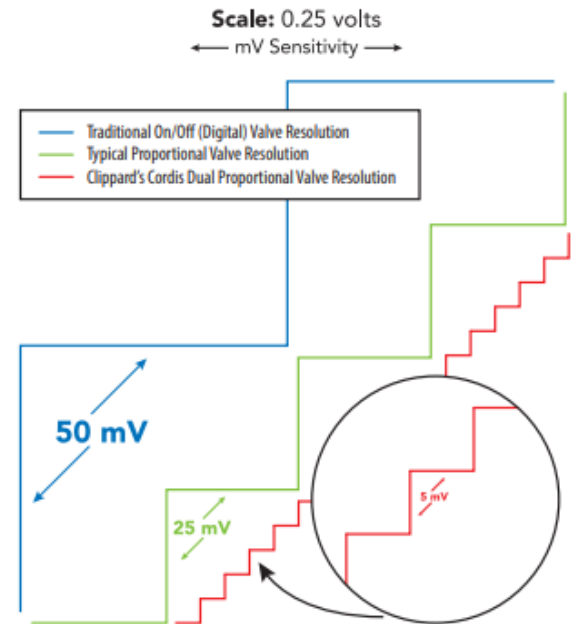 Scale: 0.25 volts
mV Sensitivity
Traditional On/Off (Digital) Valve Resolution
Typical Proportional Valve Resolution
Clippard's Cordis Dual Proportional Valve Resolution
50 mV
25 mV
5 mV